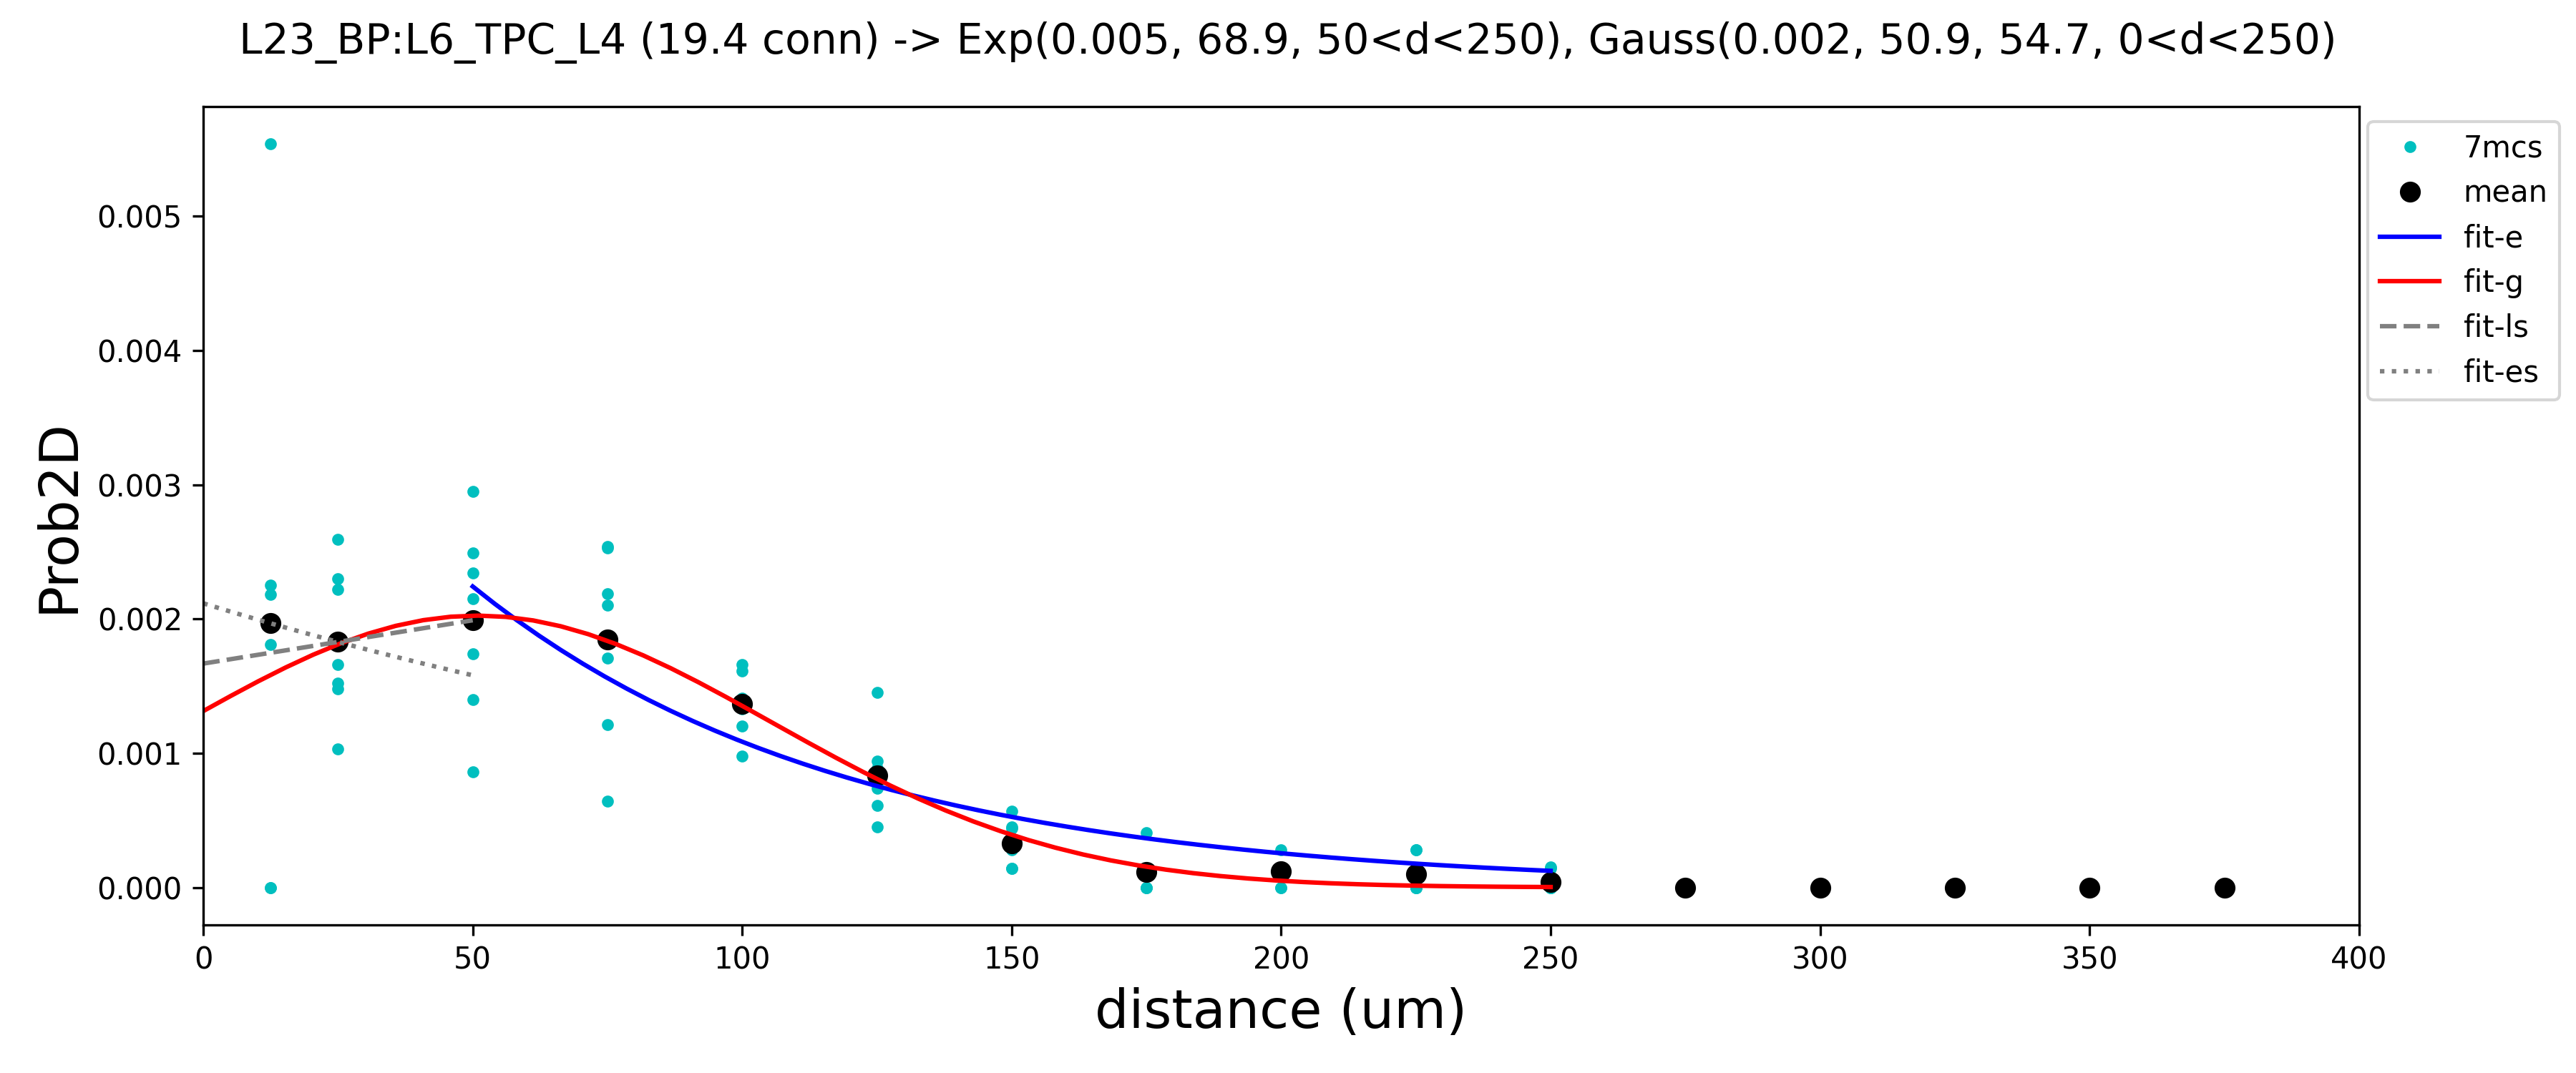 L23_BP:L6_TPC_L4 (19.4 conn) -> Exp(0.005, 68.9, 50<d<250), Gauss(0.002, 50.9, 54.7, 0<d<250)
7mcs
mean
fit-e
fit-g
fit-ls
fit-es
Prob2D
0.005
0.004
0.003
0.002
0.001
0.000
0 50 100 150 200 250 300 350 400
distance (um)